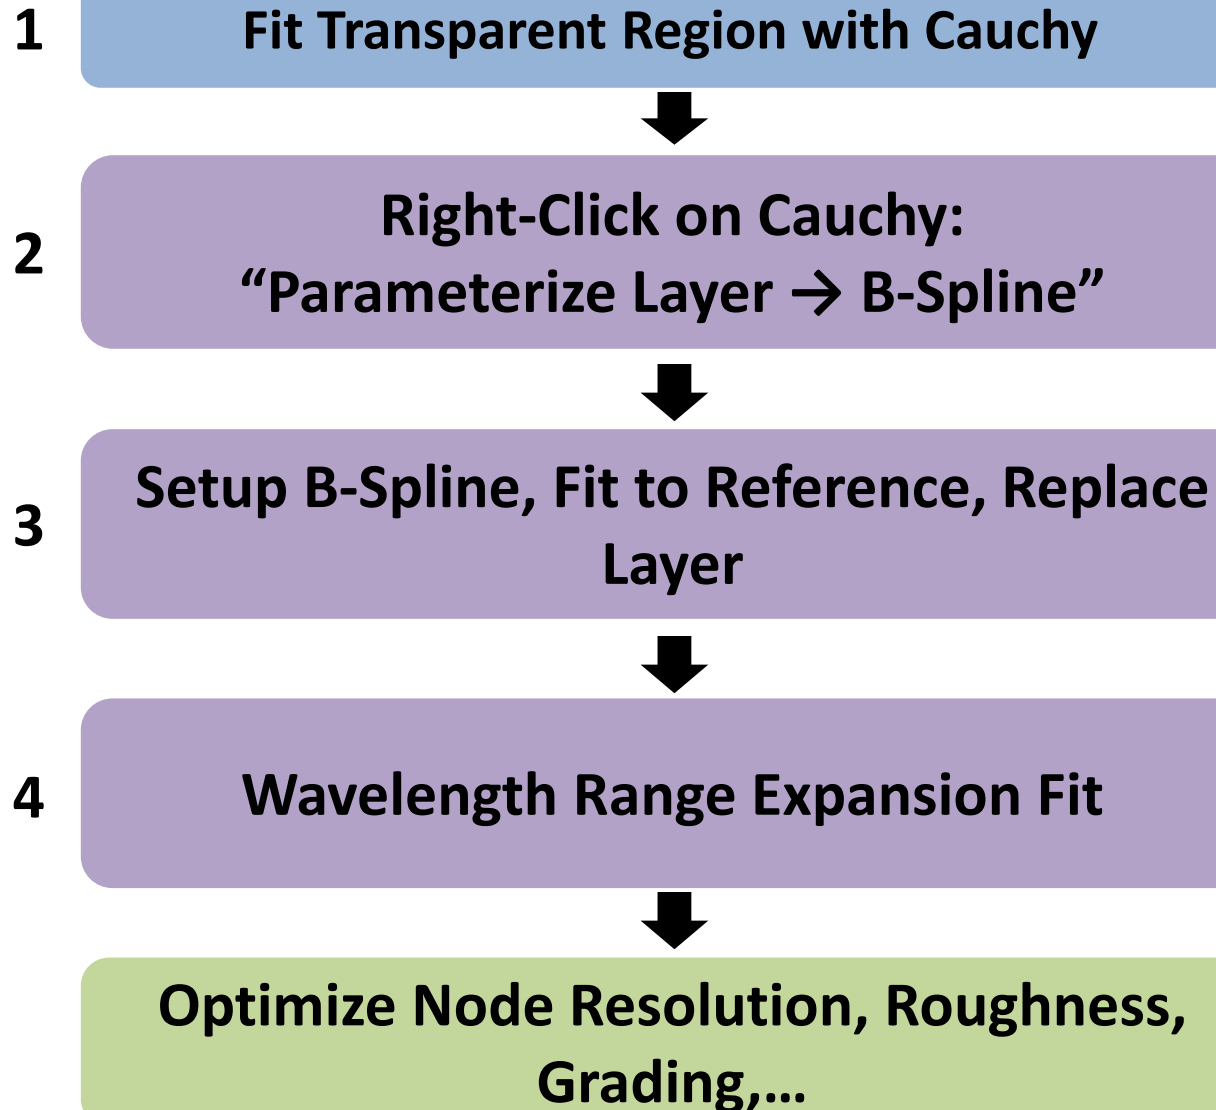 1
Fit Transparent Region with Cauchy
2
Right-Click on Cauchy:
“Parameterize Layer → B-Spline”
3
Setup B-Spline, Fit to Reference, Replace
Layer
4
Wavelength Range Expansion Fit
Optimize Node Resolution, Roughness,
Grading,...